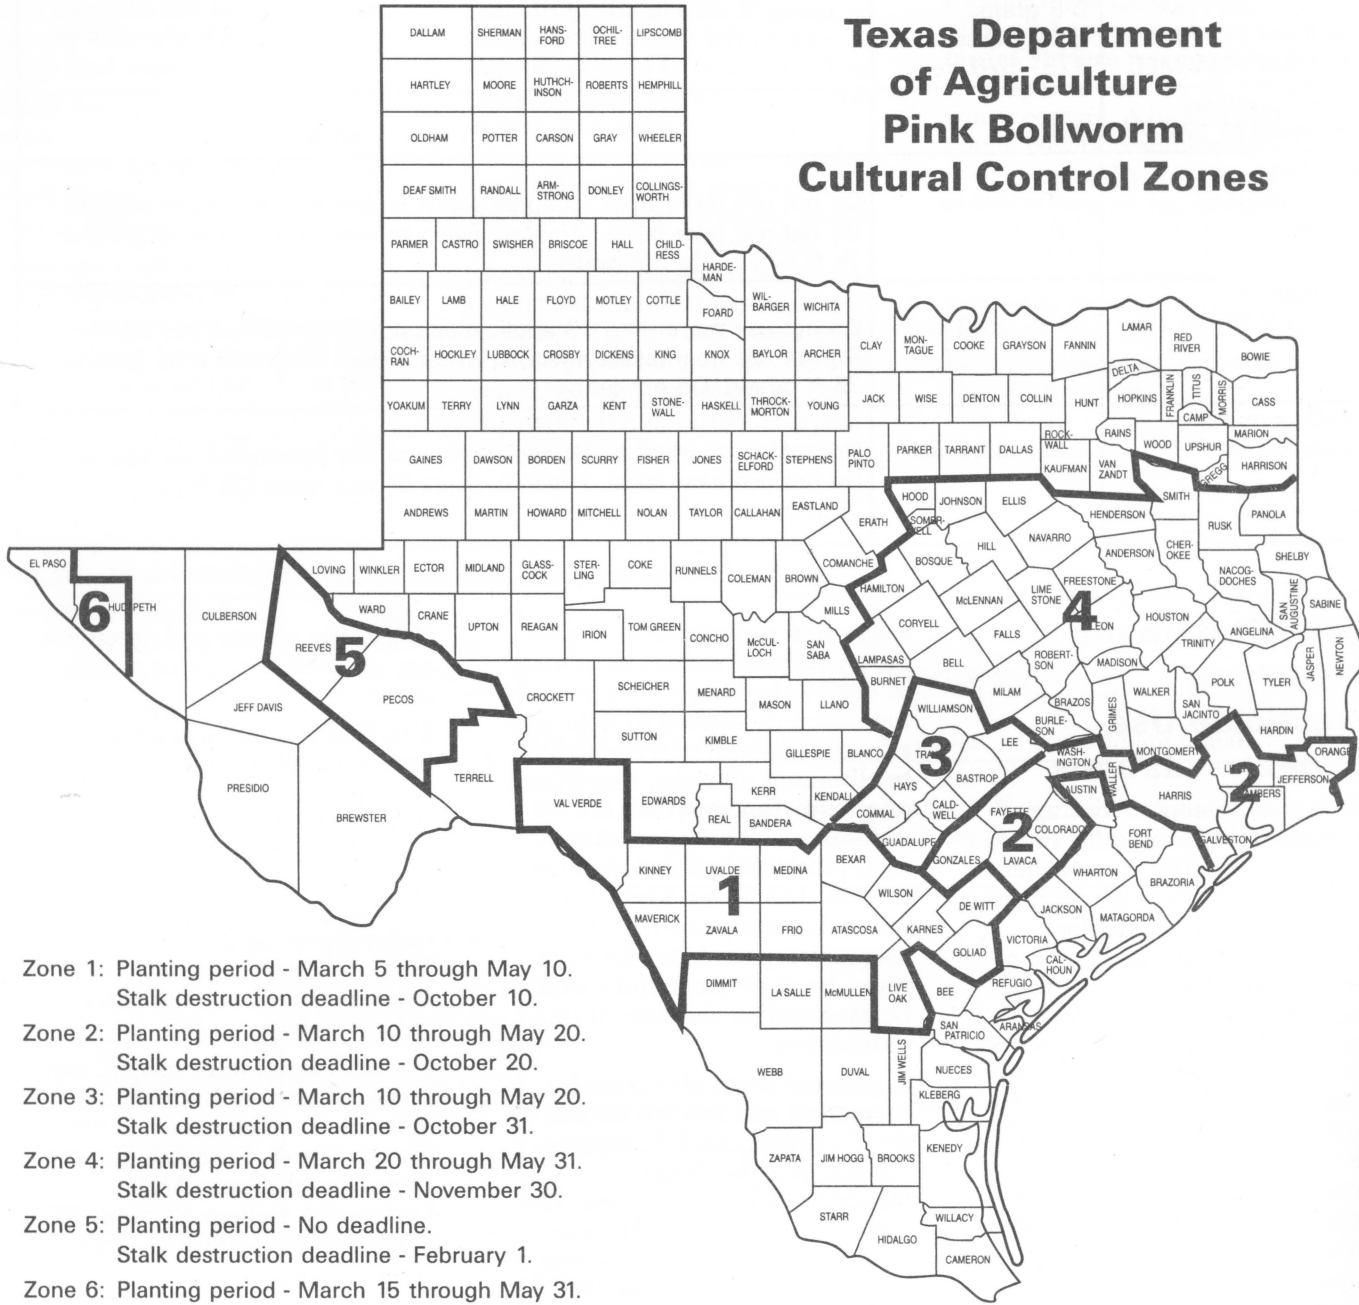 Texas Department
of Agriculture
Pink Bollworm
Cultural Control Zones
DALLAM SHERMAN HANS-
FORD OCHIL-
TREE LIPSCOMB
HARTLEY MOORE HUTHCH-
INSON ROBERTS HEMPHILL
OLDHAM POTTER CARSON GRAY WHEELER
DEAF SMITH RANDALL ARM-
STRONG DONLEY COLLINGS-
WORTH
PARMER CASTRO SWISHER BRISCOE HALL CHILD-
RESS
HARDE-
MAN
BAILEY LAMB HALE FLOYD MOTLEY COTTLE FOARD WIL-
BARGER WICHITA
COCH-
RAN HOCKLEY LUBBOCK CROSBY DICKENS KING KNOX BAYLOR ARCHER CLAY MON-
TAGUE COOKE GRAYSON FANNIN LAMAR RED
RIVER BOWIE
DELTA
YOAKUM TERRY LYNN GARZA KENT STONE-
WALL HASKELL THROCK-
MORTON YOUNG JACK WISE DENTON COLLIN HUNT HOPKINS FRANKLIN TITUS MORRIS CASS
CAMP
GAINES DAWSON BORDEN SCURRY FISHER JONES SCHACK-
ELFORD STEPHENS PALO
PINTO PARKER TARRANT DALLAS ROCK-
WALL KAUFMAN RAINS VAN
ZANDT WOOD UPSHUR MARION GREGG HARRISON
ANDREWS MARTIN HOWARD MITCHELL NOLAN TAYLOR CALLAHAN EASTLAND ERATH HOOD SOMER-
KELL JOHNSON ELLIS HENDERSON SMITH RUSK PANOLA
EL PASO HUDSPETH CULBERSON LOVING WINKLER ECTOR MIDLAND GLASS-
COCK STER-
LING COKE RUNNELS COLEMAN BROWN COMANCHE HAMILTON BOSQUE HILL NAVARRO ANDERSON CHER-
OKEE NACOG-
DOCHES SHELBY
6
REEVES 5 WARD CRANE UPTON REAGAN IRION TOM GREEN CONCHO McCUL-
LOCH SAN
SABA MILLS CORYELL McLENNAN LIME
STONE FREESTONE 4 LEON HOUSTON ANGELINA SAN
AUGUSTINE SABINE
LAMPASAS BELL FALLS ROBERT-
SON MADISON TRINITY POLK TYLER JASPER NEWTON
JEFF DAVIS PECOS CROCKETT SCHEICHER MENARD MASON LLANO BURNET WILLIAMSON MILAM BRAZOS GRIMES WALKER SAN
JACINTO HARDIN
SUTTON KIMBLE GILLESPIE BLANCO 3 LEE BURLE-
SON WASH-
INGTON MONTGOMERY ORANGE
PRESIDIO BREWSTER TERRELL VAL VERDE EDWARDS KERR REAL BANDERA KENDALL HAYS BASTROP COMMAL CALD-
WELL FAYETTE AUSTIN WALLER HARRIS 2 JEFFERSON
GUADALUPE GONZALES 2 COLORADO LAVACA FORT
BEND GALVESTON
KINNEY UVALDE MEDINA BEXAR WILSON WHARTON BRAZORIA
1
MAVERICK ZAVALA FRIO ATASCOSA KARNES DE WITT JACKSON MATAGORDA
GOLIAD VICTORIA CAL-
HOUN
DIMMIT LA SALLE McMULLEN LIVE
OAK BEE REFUGIO
SAN
PATRICIO ARANSAS
WEBB DUVAL JIM WELLS NUECES
KLEBERG
ZAPATA JIM HOGG BROOKS KENEDY
STARR HIDALGO WILLACY
CAMERON
Zone 1: Planting period - March 5 through May 10.
Stalk destruction deadline - October 10.
Zone 2: Planting period - March 10 through May 20.
Stalk destruction deadline - October 20.
Zone 3: Planting period - March 10 through May 20.
Stalk destruction deadline - October 31.
Zone 4: Planting period - March 20 through May 31.
Stalk destruction deadline - November 30.
Zone 5: Planting period - No deadline.
Stalk destruction deadline - February 1.
Zone 6: Planting period - March 15 through May 31.